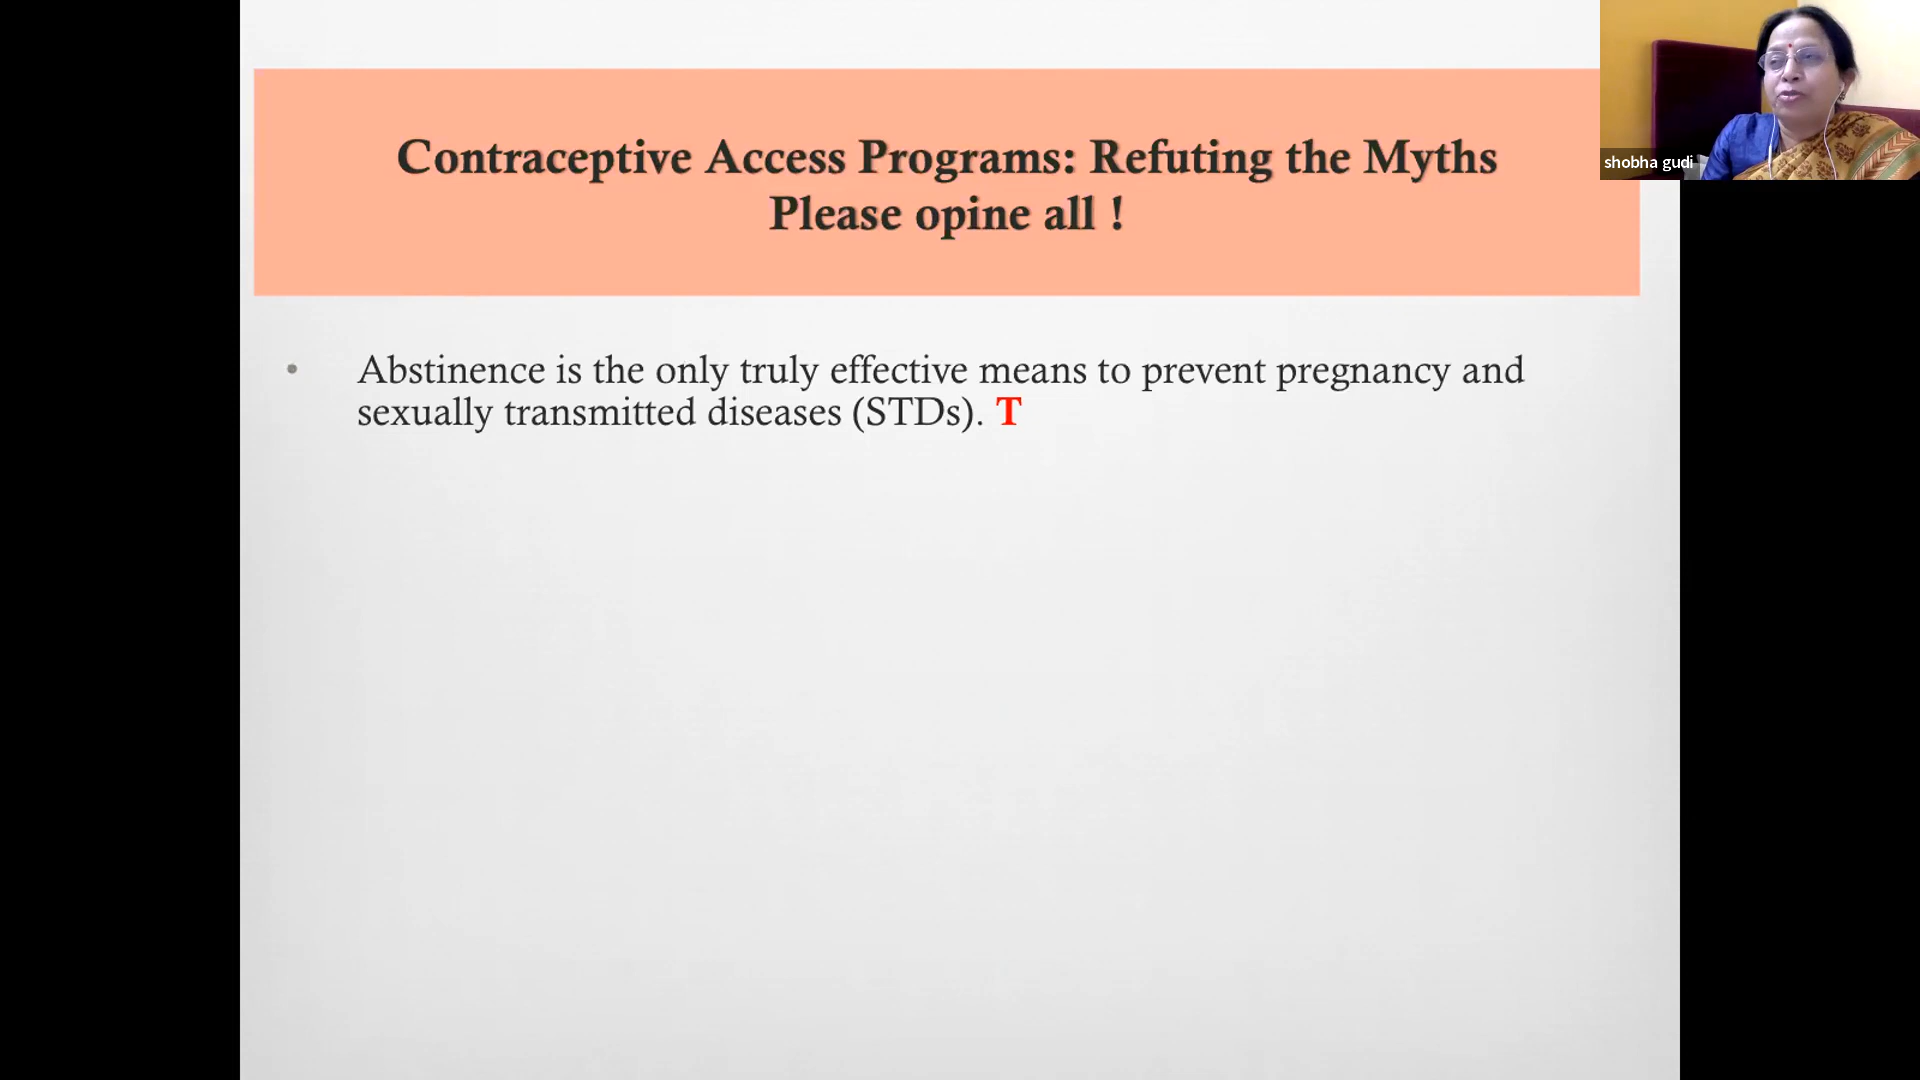 Contraceptive Access Programs: Refuting the Myths
Please opine all !
shobha gudi
• Abstinence is the only truly effective means to prevent pregnancy and
sexually transmitted diseases (STDs). T